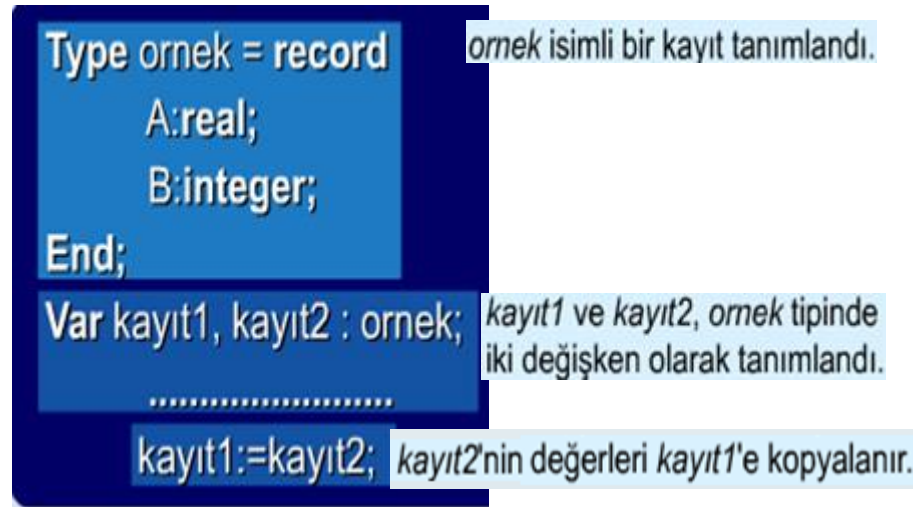 Type ornek = record
ornek isimli bir kayıt tanımlandı.
A:real;
B:integer;
End;
Var kayıt1, kayıt2 : ornek;
kayıt1 ve kayıt2, ornek tipinde
iki değişken olarak tanımlandı.
........................
kayıt1:=kayıt2;
kayıt2'nin değerleri kayıt1'e kopyalanır.